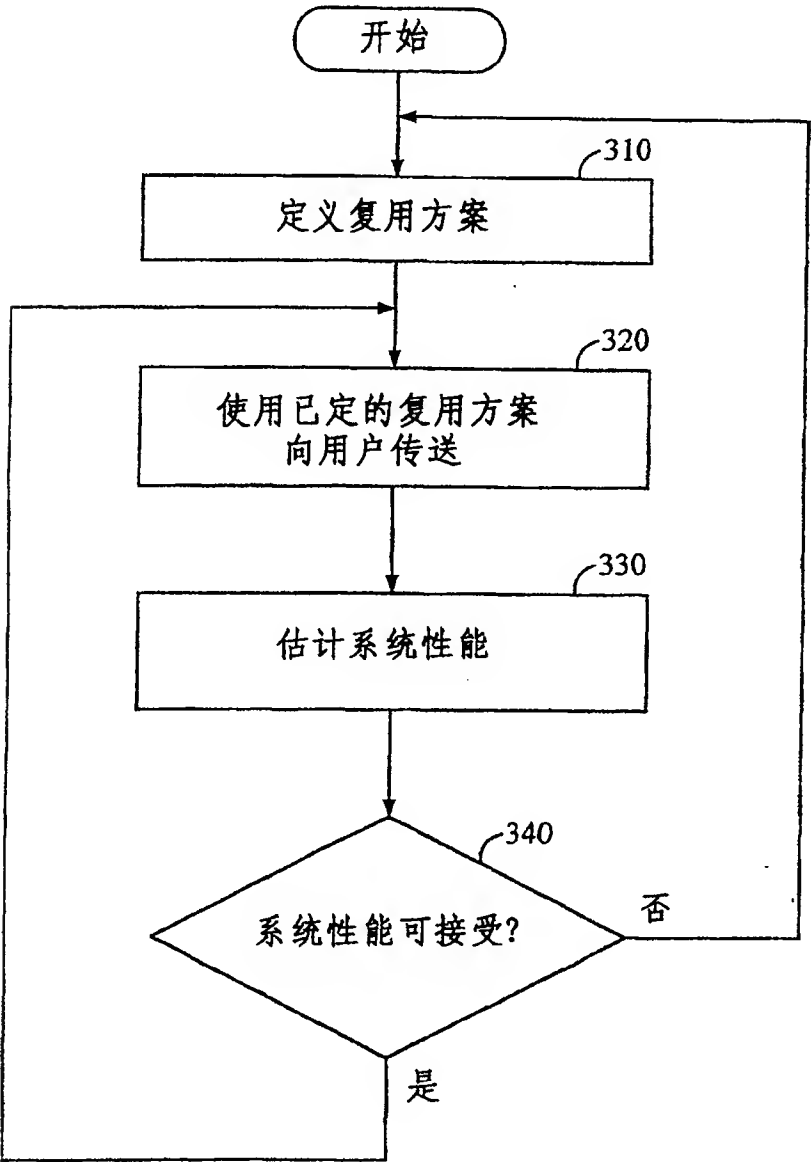 开始
310
定义复用方案
320
使用已定的复用方案
向用户传送
330
估计系统性能
340
系统性能可接受?
否
是